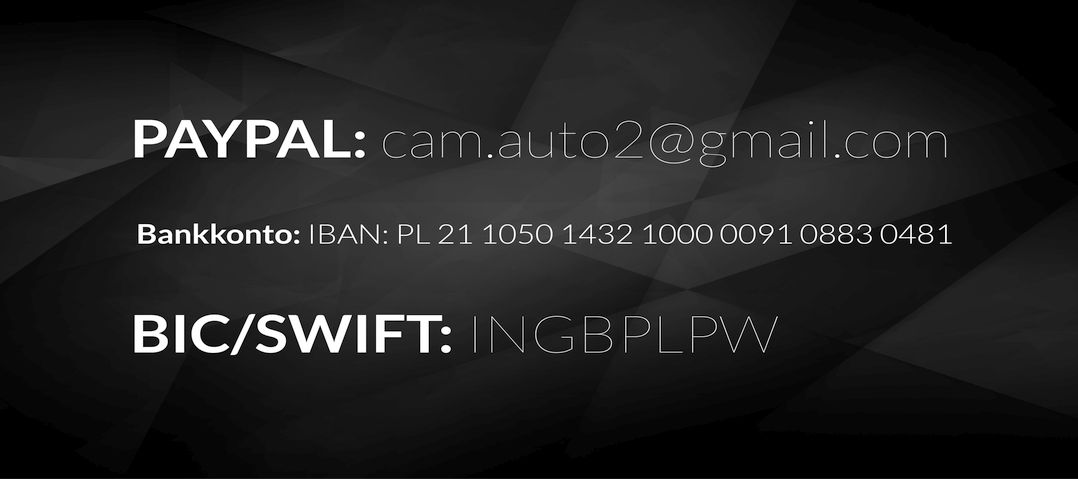 PAYPAL: cam.auto2@gmail.com
Bankkonto: IBAN: PL 21 1050 1432 1000 0091 0883 0481
BIC/SWIFT: INGBPLPW